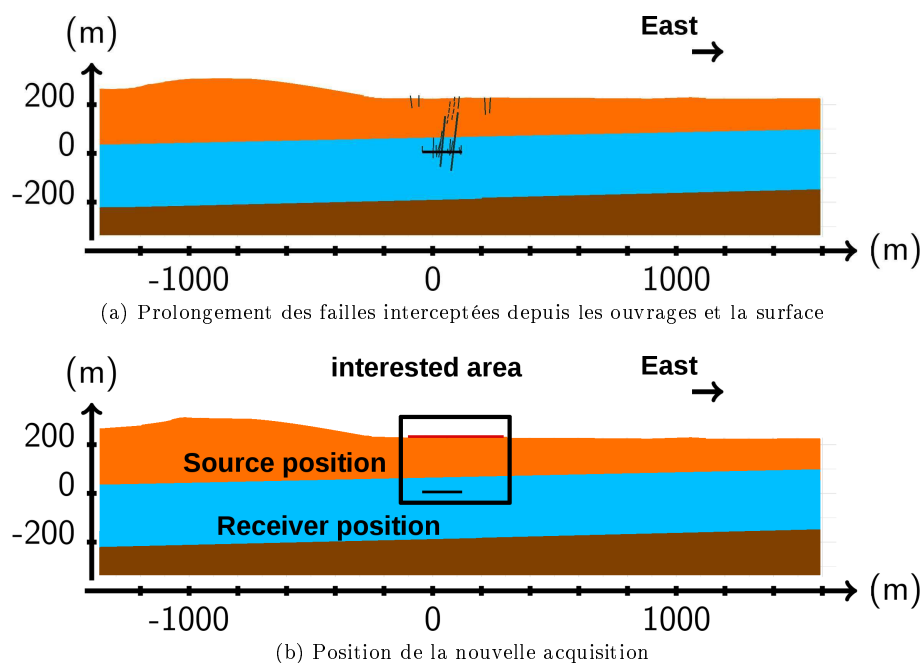 (m)
East
200
0
-200
-1000 0 1000 (m)
(a) Prolongement des failles interceptées depuis les ouvrages et la surface
(m)
interested area
East
200
Source position
0
Receiver position
-200
-1000 0 1000 (m)
(b) Position de la nouvelle acquisition